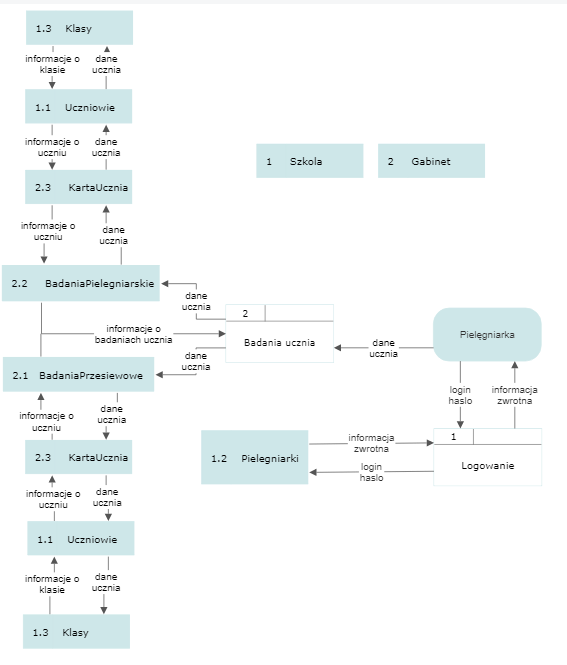 1.3 Klasy
informacje o
klasie
dane
ucznia
1.1 Uczniowie
informacje o
uczniu
dane
ucznia
2.3 KartaUcznia
informacje o
uczniu
dane
ucznia
2.2 BadaniaPielegniarskie
1 Szkola
2 Gabinet
dane
ucznia
2
Badania ucznia
informacje o
badaniach ucznia
dane
ucznia
dane
ucznia
Pielęgniarka
2.1 BadaniaPrzesiewowe
login
haslo
informacja
zwrotna
informacje o
uczniu
dane
ucznia
2.3 KartaUcznia
1.2 Pielegniarki
informacja
zwrotna
login
haslo
1
Logowanie
informacje o
uczniu
dane
ucznia
1.1 Uczniowie
informacje o
klasie
dane
ucznia
1.3 Klasy